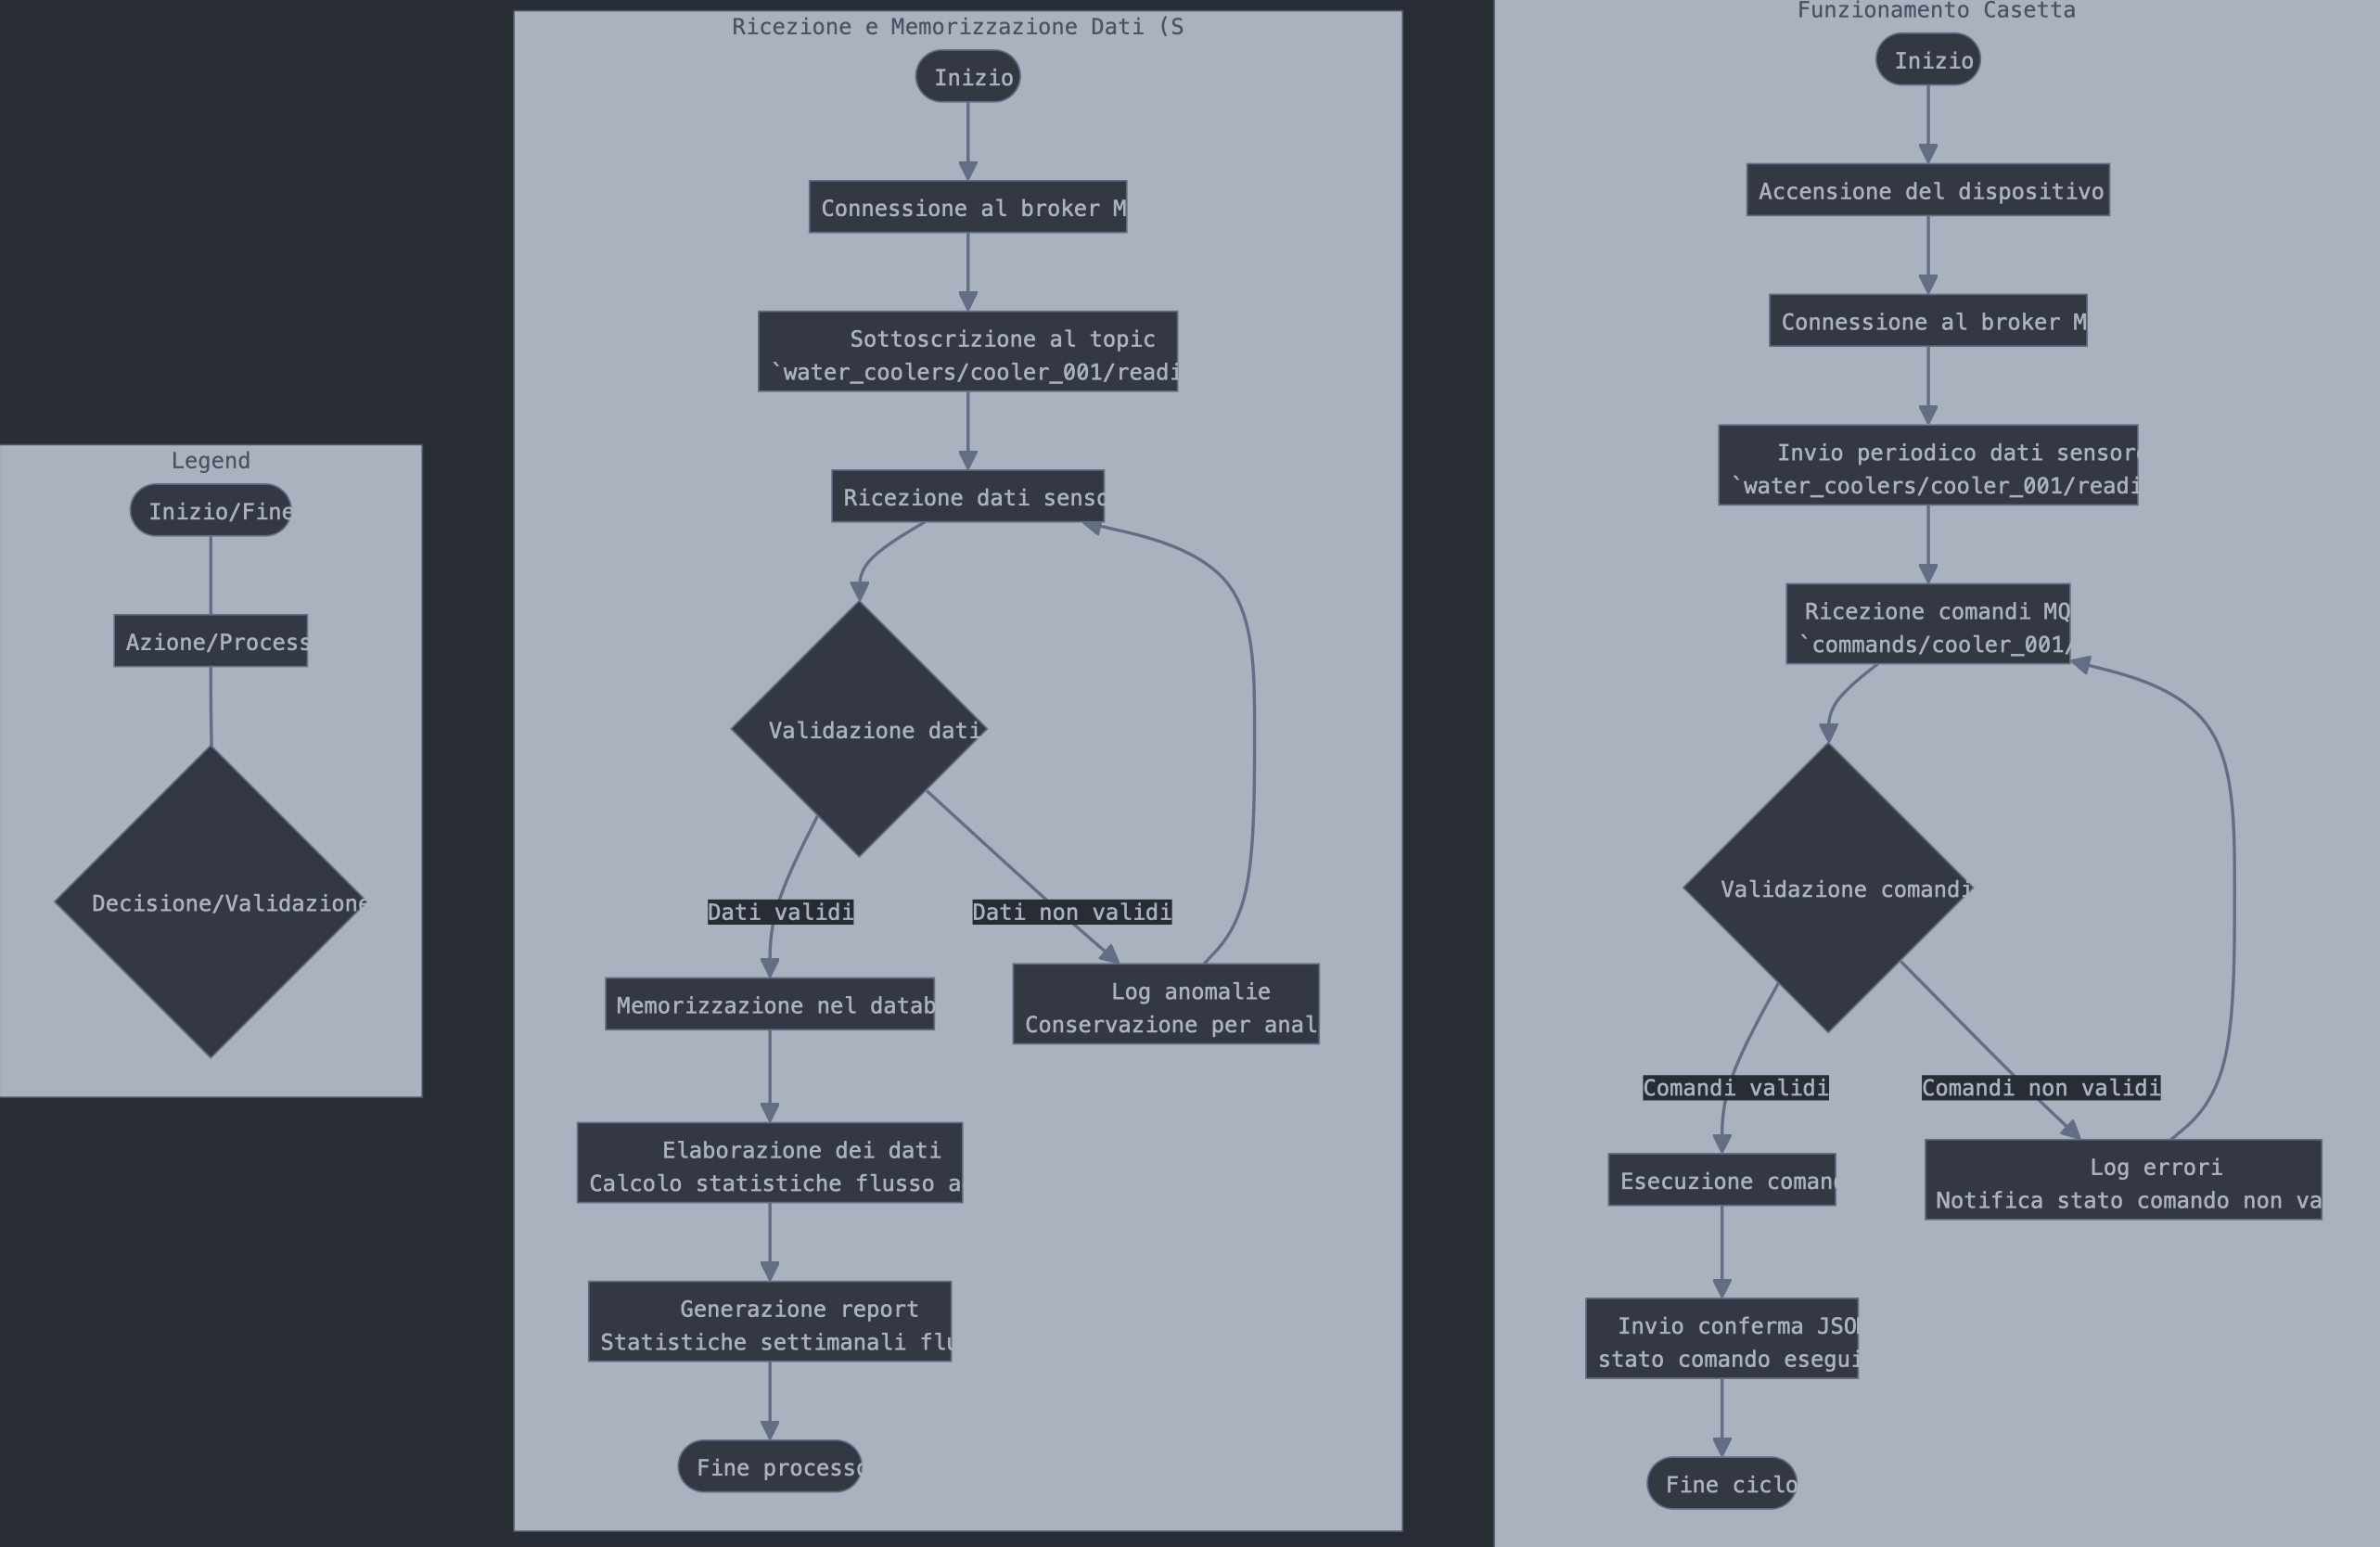 Legend
Inizio/Fine
Azione/Process
Decisione/Validazione
Ricezione e Memorizzazione Dati (S
Inizio
Connessione al broker M
Sottoscrizione al topic
`water_coolers/cooler_001/readi
Ricezione dati senso
Validazione dati
Dati validi
Dati non validi
Memorizzazione nel datab
Log anomalie
Conservazione per anal
Elaborazione dei dati
Calcolo statistiche flusso a
Generazione report
Statistiche settimanali flu
Fine processo
Funzionamento Casetta
Inizio
Accensione del dispositivo
Connessione al broker M
Invio periodico dati sensor
`water_coolers/cooler_001/readi
Ricezione comandi MQ
`commands/cooler_001/
Validazione comandi
Comandi validi
Comandi non validi
Esecuzione coman
Log errori
Notifica stato comando non va
Invio conferma JSO
stato comando esegui
Fine ciclo